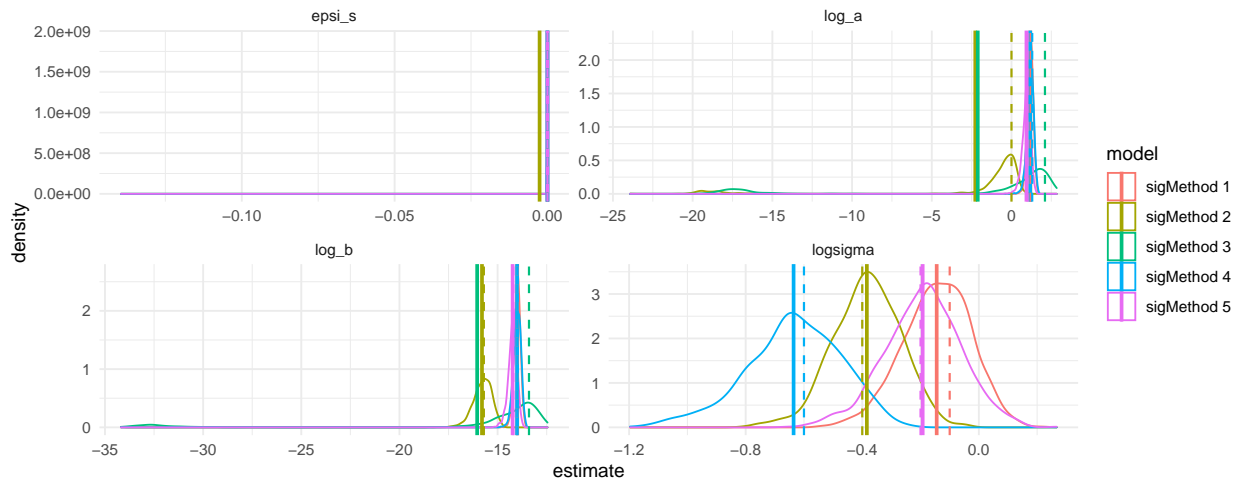 epsi_s
log_a
2.0e+09
1.5e+09
1.0e+09
5.0e+08
0.0e+00
−0.10
−0.05
0.00
2.0
1.5
1.0
0.5
0.0
−25
−20
−15
−10
−5
0
log_b
logsigma
2
1
0
−35
−30
−25
−20
−15
3
2
1
0
−1.2
−0.8
−0.4
0.0
density
estimate
model
sigMethod 1
sigMethod 2
sigMethod 3
sigMethod 4
sigMethod 5